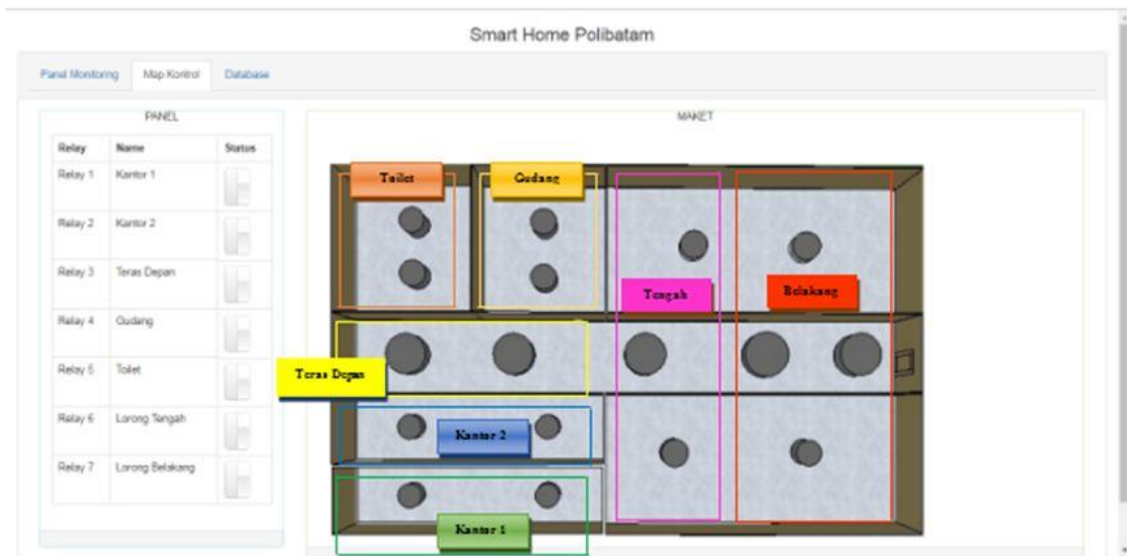 Smart Home Polibatam
Panel Monitoring Map Kontrol Database
PANEL
Relay Name Status
Relay 1 Kantor 1
Relay 2 Kantor 2
Relay 3 Teras Depan
Relay 4 Gudang
Relay 5 Toilet
Relay 6 Lorong Tengah
Relay 7 Lorong Belakang
MAKET
Toilet
Gudang
Tengah
Belakang
Teras Depan
Kantor 2
Kantor 1